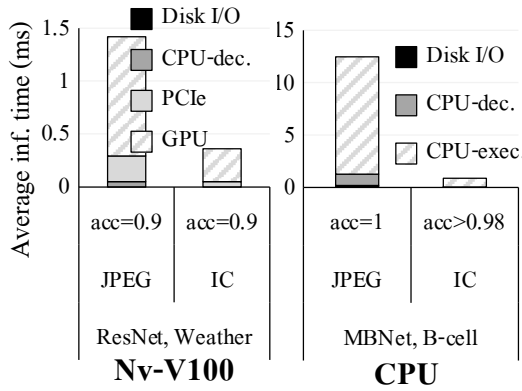 Average inf. time (ms)
1.5
1
0.5
0
Disk I/O
CPU-dec.
PCIe
GPU
acc=0.9
acc=0.9
JPEG
IC
ResNet, Weather
Nv-V100
15
10
5
0
Disk I/O
CPU-dec.
CPU-exec
acc=1
acc>0.98
JPEG
IC
MBNet, B-cell
CPU